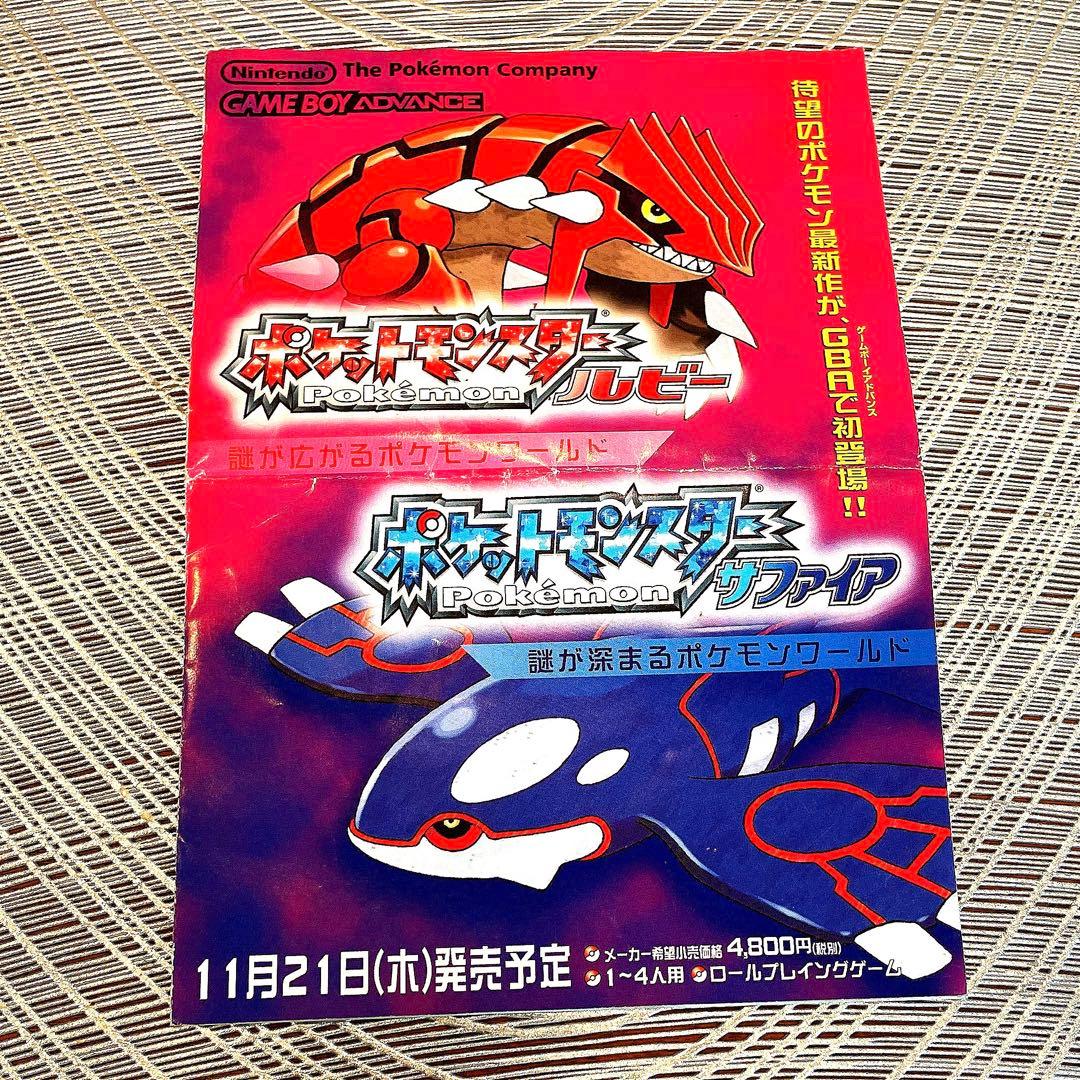 Nintendo The Pokémon Company
GAME BOY ADVANCE
待望のポケモン最新作が、GBAで初登場!!
ゲームボーイアドバンス
ポケットモンスター®
Pokémon ルビー
謎が広がるポケモンワールド
ポケットモンスター®
Pokémon サファイア
謎が深まるポケモンワールド
11月21日(木)発売予定
メーカー希望小売価格 4,800円(税別)
1~4人用 ロールプレイングゲーム